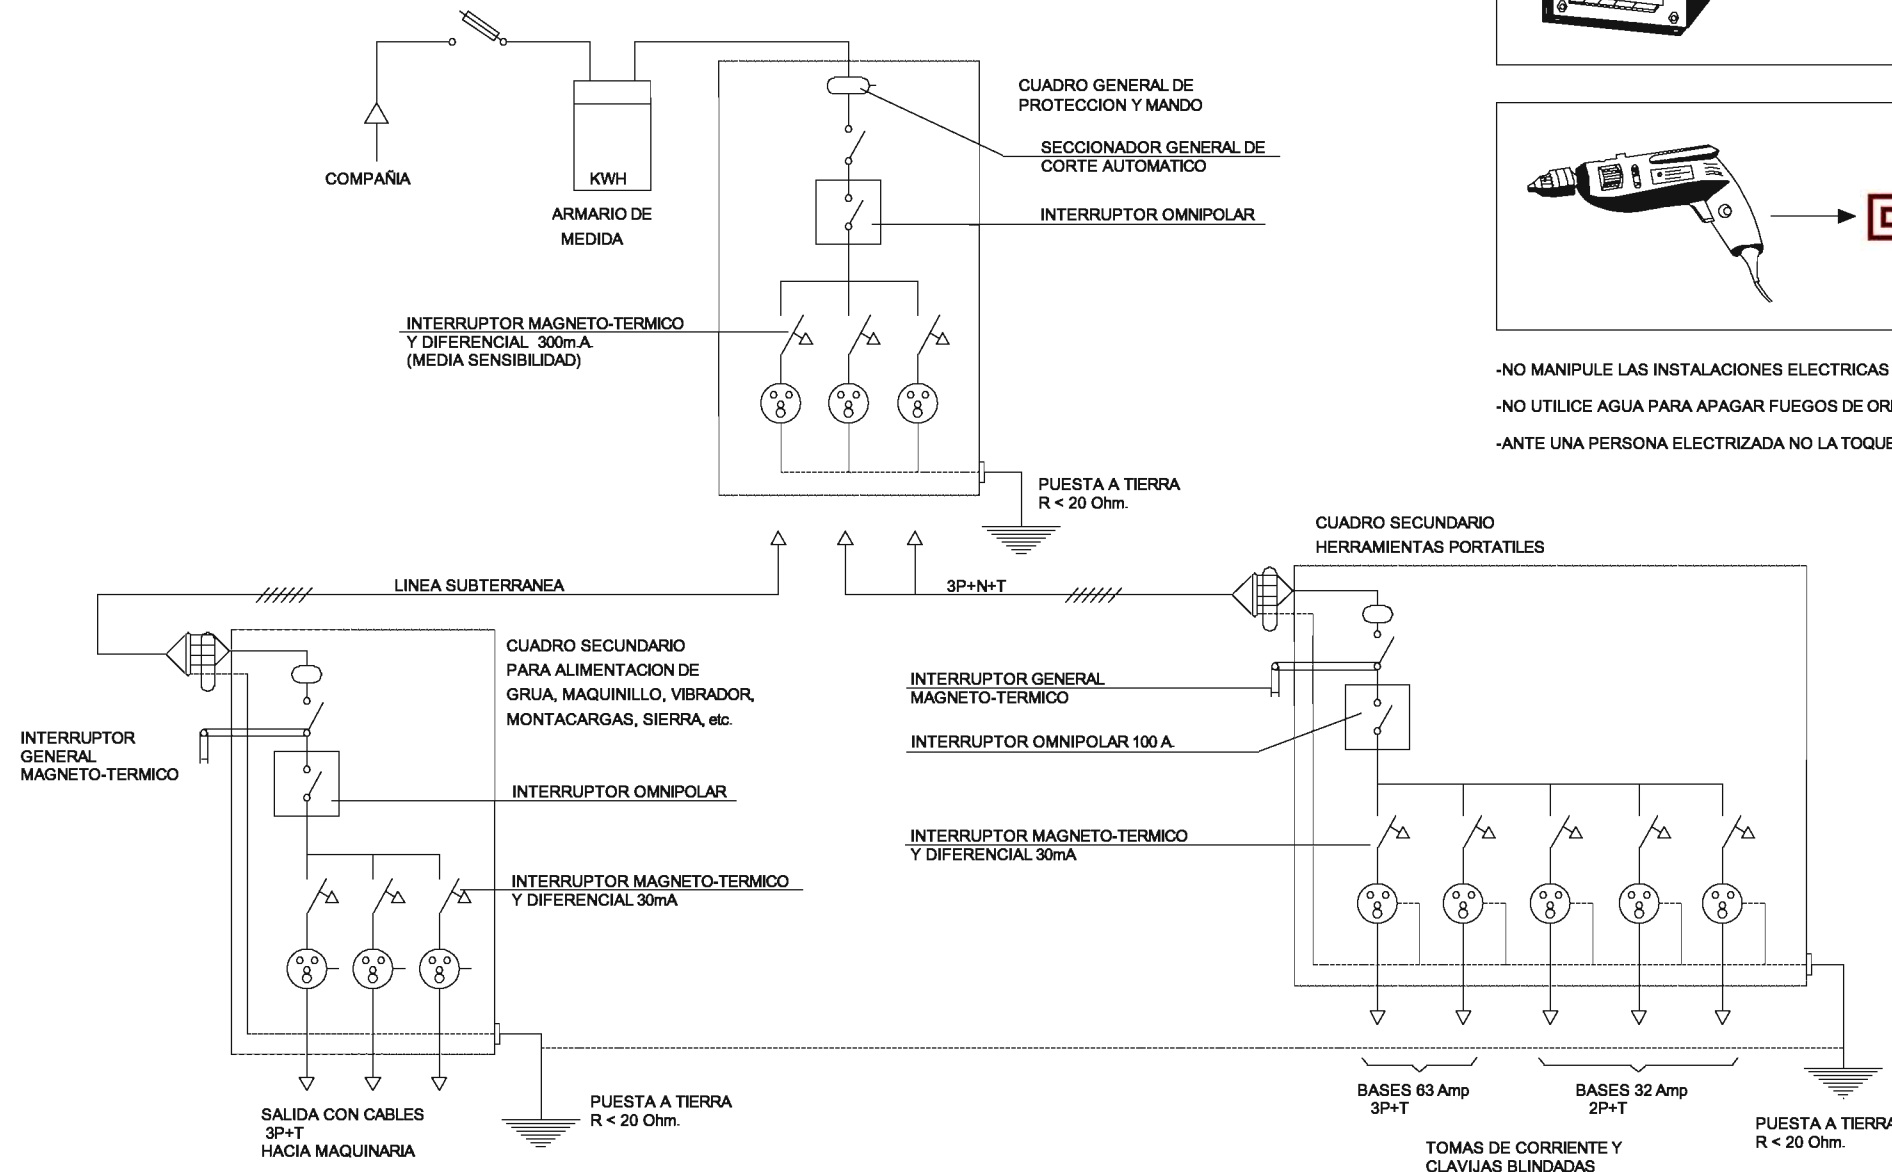 COMPAÑIA
KWH
ARMARIO DE
MEDIDA
CUADRO GENERAL DE
PROTECCION Y MANDO
SECCIONADOR GENERAL DE
CORTE AUTOMATICO
INTERRUPTOR OMNIPOLAR
INTERRUPTOR MAGNETO-TERMICO
Y DIFERENCIAL 300m.A.
(MEDIA SENSIBILIDAD)
PUESTA A TIERRA
R < 20 Ohm.
-NO MANIPULE LAS INSTALACIONES ELECTRICAS
-NO UTILICE AGUA PARA APAGAR FUEGOS DE
-ANTE UNA PERSONA ELECTRIZADA NO LA TOQUE
LINEA SUBTERRANEA
3P+N+T
CUADRO SECUNDARIO
HERRAMIENTAS PORTATILES
CUADRO SECUNDARIO
PARA ALIMENTACION DE
GRUA, MAQUINILLO, VIBRADOR,
MONTACARGAS, SIERRA, etc.
INTERRUPTOR
GENERAL
MAGNETO-TERMICO
INTERRUPTOR OMNIPOLAR
INTERRUPTOR MAGNETO-TERMICO
Y DIFERENCIAL 30mA
SALIDA CON CABLES
3P+T
HACIA MAQUINARIA
PUESTA A TIERRA
R < 20 Ohm.
INTERRUPTOR GENERAL
MAGNETO-TERMICO
INTERRUPTOR OMNIPOLAR 100 A.
INTERRUPTOR MAGNETO-TERMICO
Y DIFERENCIAL 30mA
BASES 63 Amp
3P+T
BASES 32 Amp
2P+T
TOMAS DE CORRIENTE Y
CLAVIJAS BLINDADAS
PUESTA A TIERRA
R < 20 Ohm.